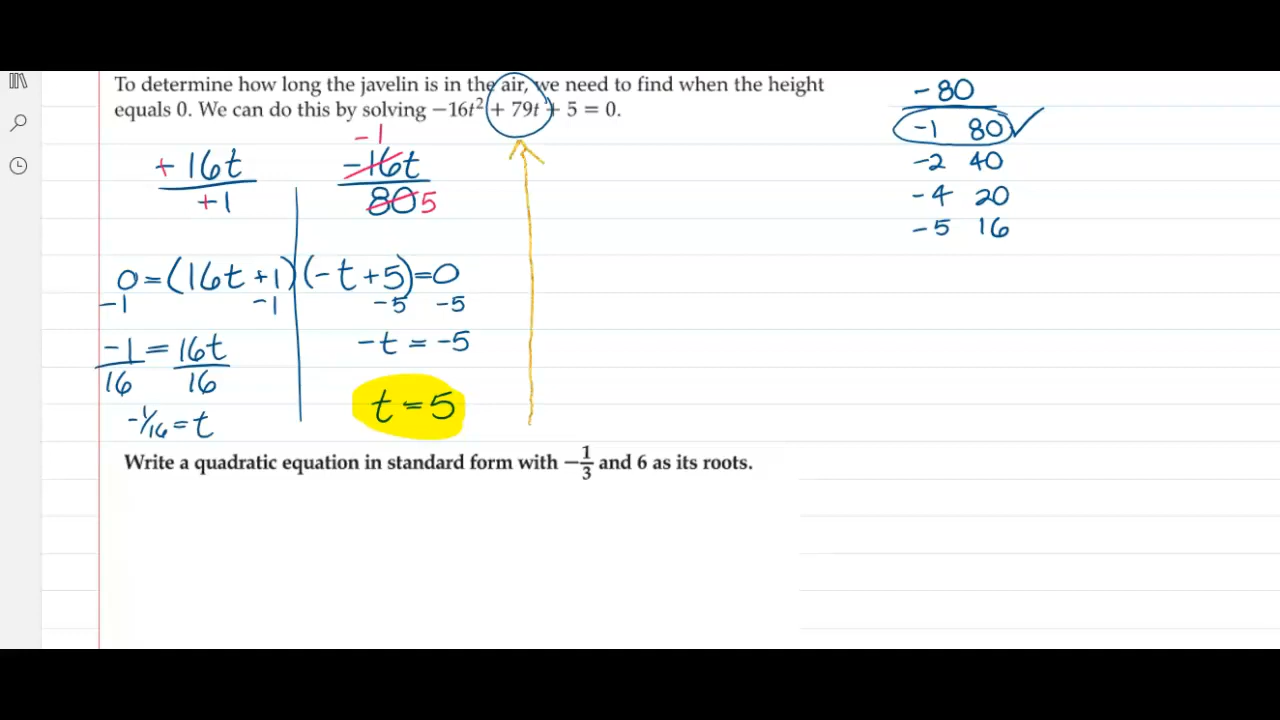 To determine how long the javelin is in the air, we need to find when the height
equals 0. We can do this by solving −16t² + 79t + 5 = 0.
-80
-1 80 ✓
-2 40
-4 20
-5 16
-1
+16t -16t
+1 80 5
0=(16t+1) (-t+5)=0
-1 -1 -5 -5
-1 = 16t -t = -5
16 16
-1/16 = t t = 5
Write a quadratic equation in standard form with −1/3 and 6 as its roots.